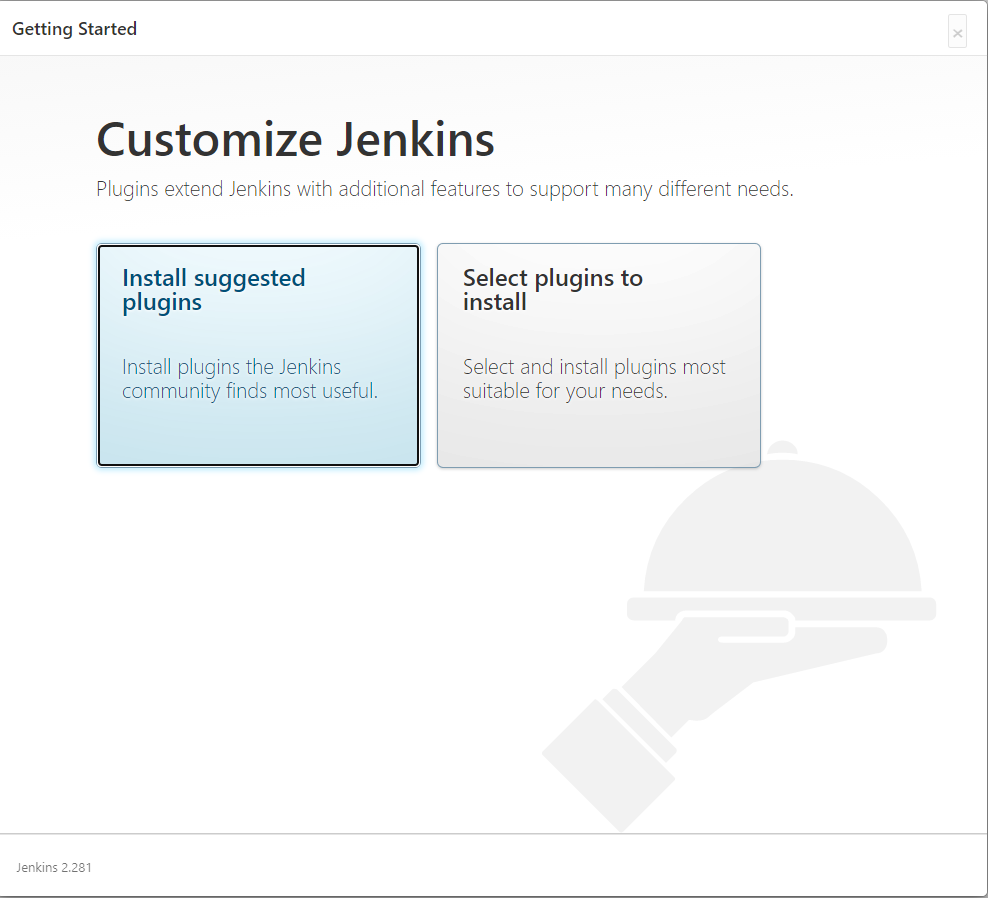 Getting Started
×
Customize Jenkins
Plugins extend Jenkins with additional features to support many different needs.
Install suggested
plugins
Install plugins the Jenkins
community finds most useful.
Select plugins to
install
Select and install plugins most
suitable for your needs.
Jenkins 2.281